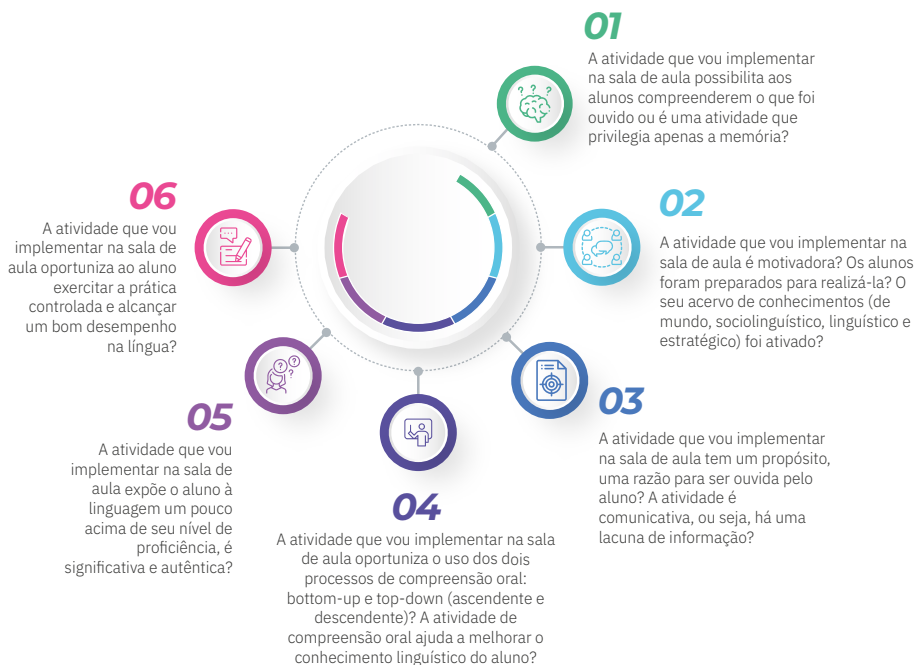 01
A atividade que vou implementar
na sala de aula possibilita aos
alunos compreenderem o que foi
ouvido ou é uma atividade que
privilegia apenas a memória?
02
A atividade que vou implementar na
sala de aula é motivadora? Os alunos
foram preparados para realizá-la? O
seu acervo de conhecimentos (de
mundo, sociolinguístico, linguístico e
estratégico) foi ativado?
03
A atividade que vou implementar
na sala de aula tem um propósito,
uma razão para ser ouvida pelo
aluno? A atividade é
comunicativa, ou seja, há uma
lacuna de informação?
04
A atividade que vou implementar na sala
de aula oportuniza o uso dos dois
processos de compreensão oral:
bottom-up e top-down (ascendente e
descendente)? A atividade de
compreensão oral ajuda a melhorar o
conhecimento linguístico do aluno?
05
A atividade que vou
implementar na sala de
aula expõe o aluno à
linguagem um pouco
acima de seu nível de
proficiência, é
significativa e autêntica?
06
A atividade que vou
implementar na sala de
aula oportuniza ao aluno
exercitar a prática
controlada e alcançar
um bom desempenho
na língua?